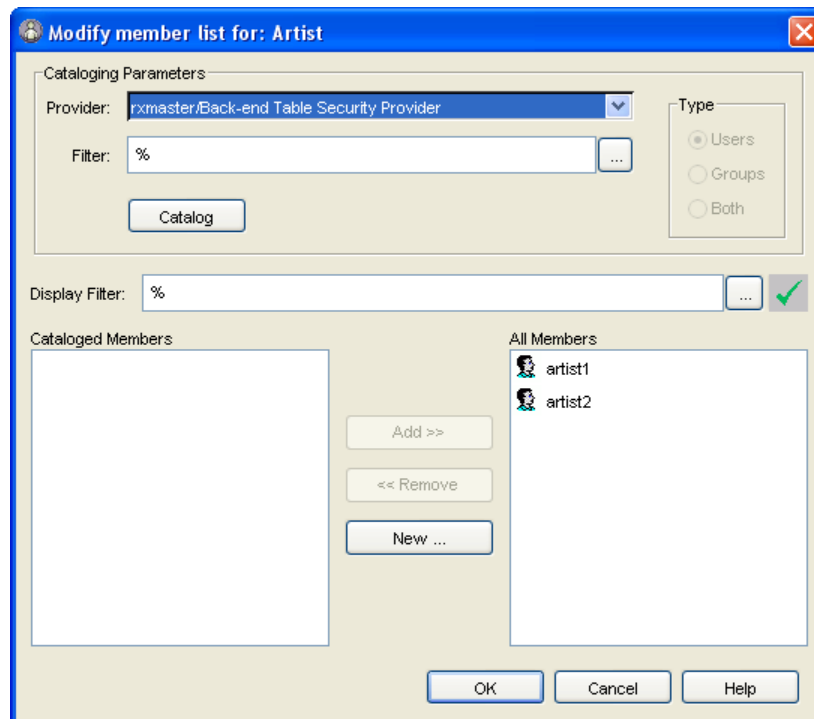 Modify member list for: Artist
Cataloging Parameters
Provider: rxmaster/Back-end Table Security Provider
Type
Users
Filter: % ...
Groups
Both
Catalog
Display Filter: % ...
Cataloged Members
All Members
artist1
artist2
Add >>
<< Remove
New ...
OK Cancel Help